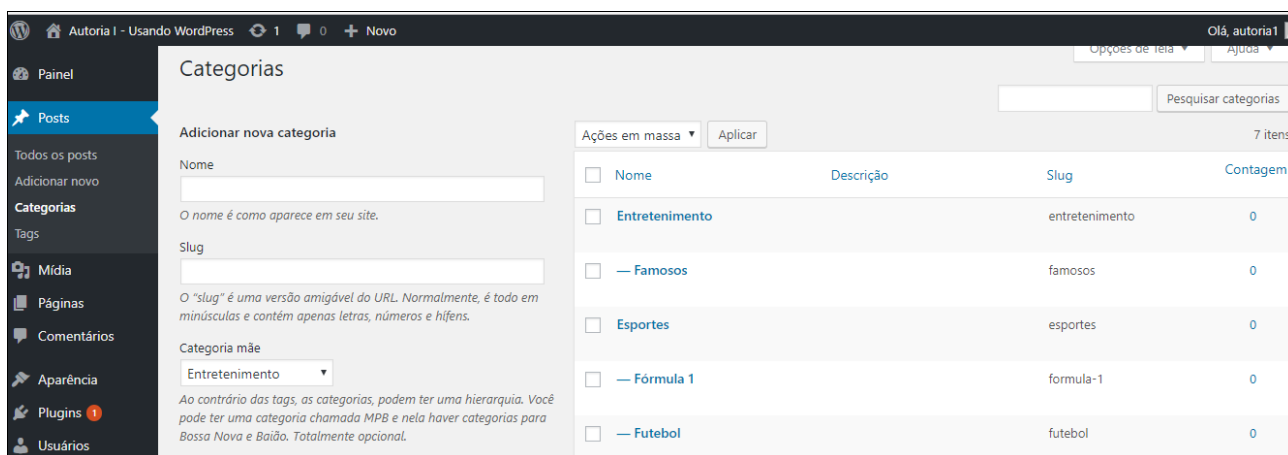 Autoria I - Usando WordPress 1 0 + Novo Olá, autoria1
Painel
Posts
Todos os posts
Adicionar novo
Categorias
Tags
Mídia
Páginas
Comentários
Aparência
Plugins 1
Usuários
Categorias
Opções de Tela ▼ Ajuda ▼
Pesquisar categorias
Adicionar nova categoria
Nome
O nome é como aparece em seu site.
Slug
O "slug" é uma versão amigável do URL. Normalmente, é todo em
minúsculas e contém apenas letras, números e hífens.
Categoria mãe
Entretenimento ▼
Ao contrário das tags, as categorias, podem ter uma hierarquia. Você
pode ter uma categoria chamada MPB e nela haver categorias para
Bossa Nova e Baião. Totalmente opcional.
Ações em massa ▼ Aplicar 7 itens
Nome Descrição Slug Contagem
Entretenimento entretenimento 0
— Famosos famosos 0
Esportes esportes 0
— Fórmula 1 formula-1 0
— Futebol futebol 0